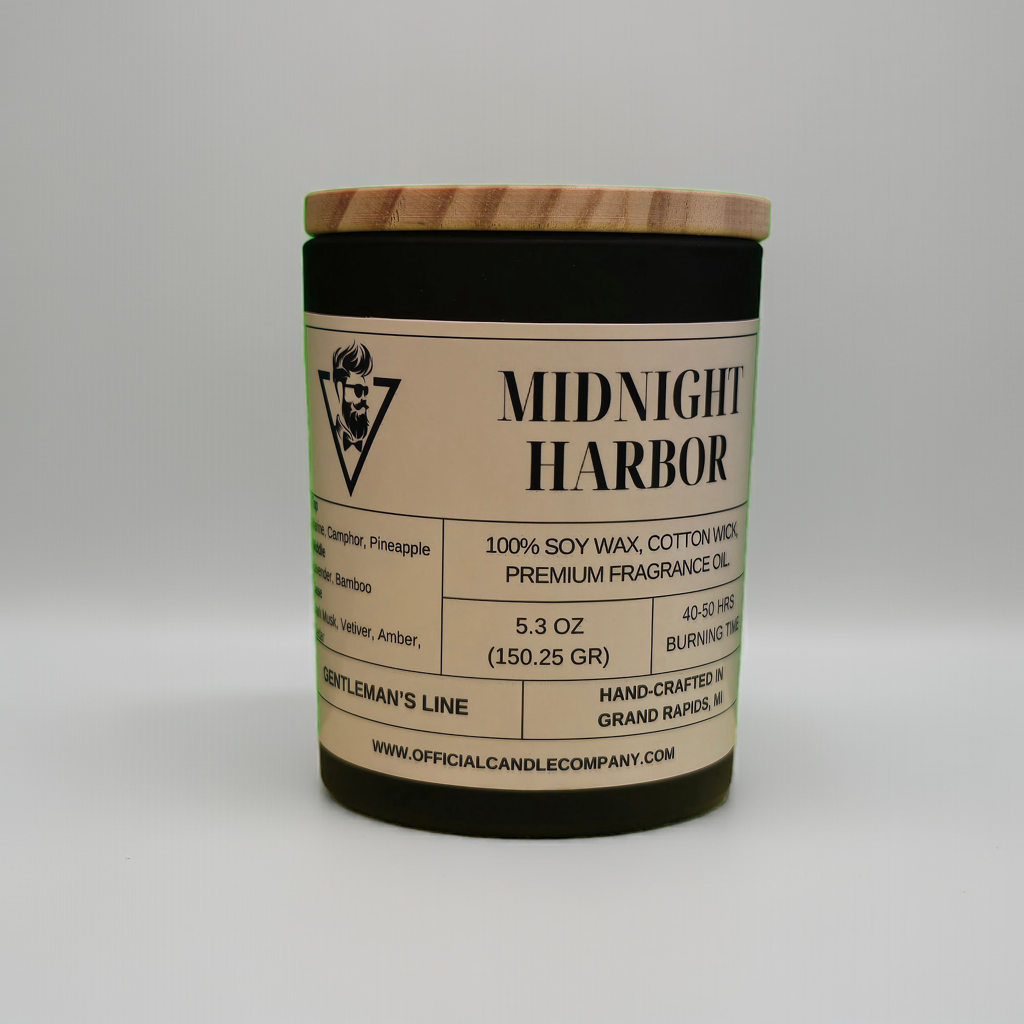 MIDNIGHT
HARBOR
Camphor, Pineapple
Bamboo
Musk, Vetiver, Amber,
100% SOY WAX, COTTON WICK,
PREMIUM FRAGRANCE OIL.
5.3 OZ
(150.25 GR)
40-50 HRS
BURNING TIME
GENTLEMAN'S LINE
HAND-CRAFTED IN
GRAND RAPIDS, MI
WWW.OFFICIALCANDLECOMPANY.COM